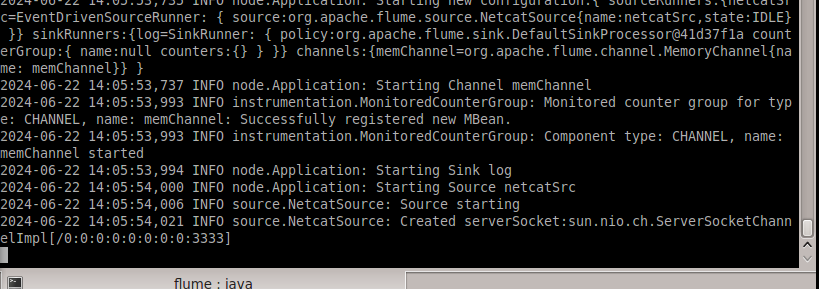 2024-06-22 14:05:53,735 INFO node.Application: Starting new configuration:{ sourceRunners:{netcatSr
c=EventDrivenSourceRunner: { source:org.apache.flume.source.NetcatSource{name:netcatSrc,state:IDLE}
 }} sinkRunners:{log=SinkRunner: { policy:org.apache.flume.sink.DefaultSinkProcessor@41d37f1a count
erGroup:{ name:null counters:{} } }} channels:{memChannel=org.apache.flume.channel.MemoryChannel{na
me: memChannel}} }
2024-06-22 14:05:53,737 INFO node.Application: Starting Channel memChannel
2024-06-22 14:05:53,993 INFO instrumentation.MonitoredCounterGroup: Monitored counter group for typ
e: CHANNEL, name: memChannel: Successfully registered new MBean.
2024-06-22 14:05:53,993 INFO instrumentation.MonitoredCounterGroup: Component type: CHANNEL, name:
memChannel started
2024-06-22 14:05:53,994 INFO node.Application: Starting Sink log
2024-06-22 14:05:54,000 INFO node.Application: Starting Source netcatSrc
2024-06-22 14:05:54,006 INFO source.NetcatSource: Source starting
2024-06-22 14:05:54,021 INFO source.NetcatSource: Created serverSocket:sun.nio.ch.ServerSocketChann
elImpl[/0:0:0:0:0:0:0:0:3333]
flume : java